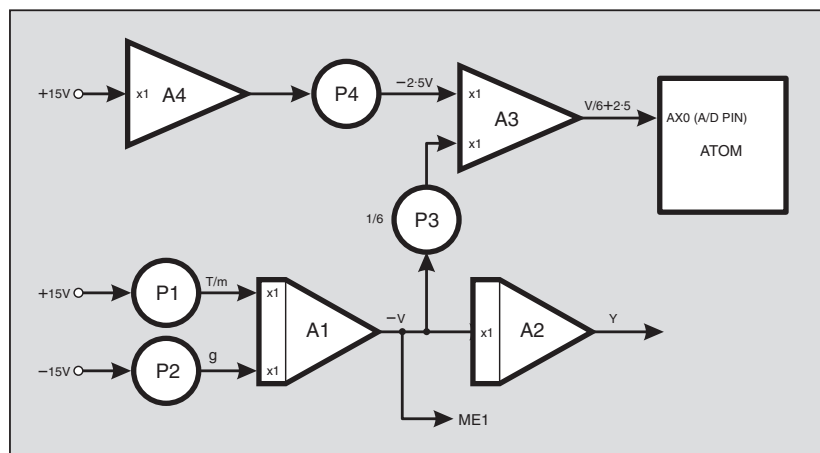 +15V
x1
A4
P4
−2·5V
x1
x1
A3
V/6+2·5
AX0 (A/D PIN)
ATOM
1/6
P3
+15V
P1
T/m
x1
A1
−V
x1
A2
Y
−15V
P2
g
x1
ME1